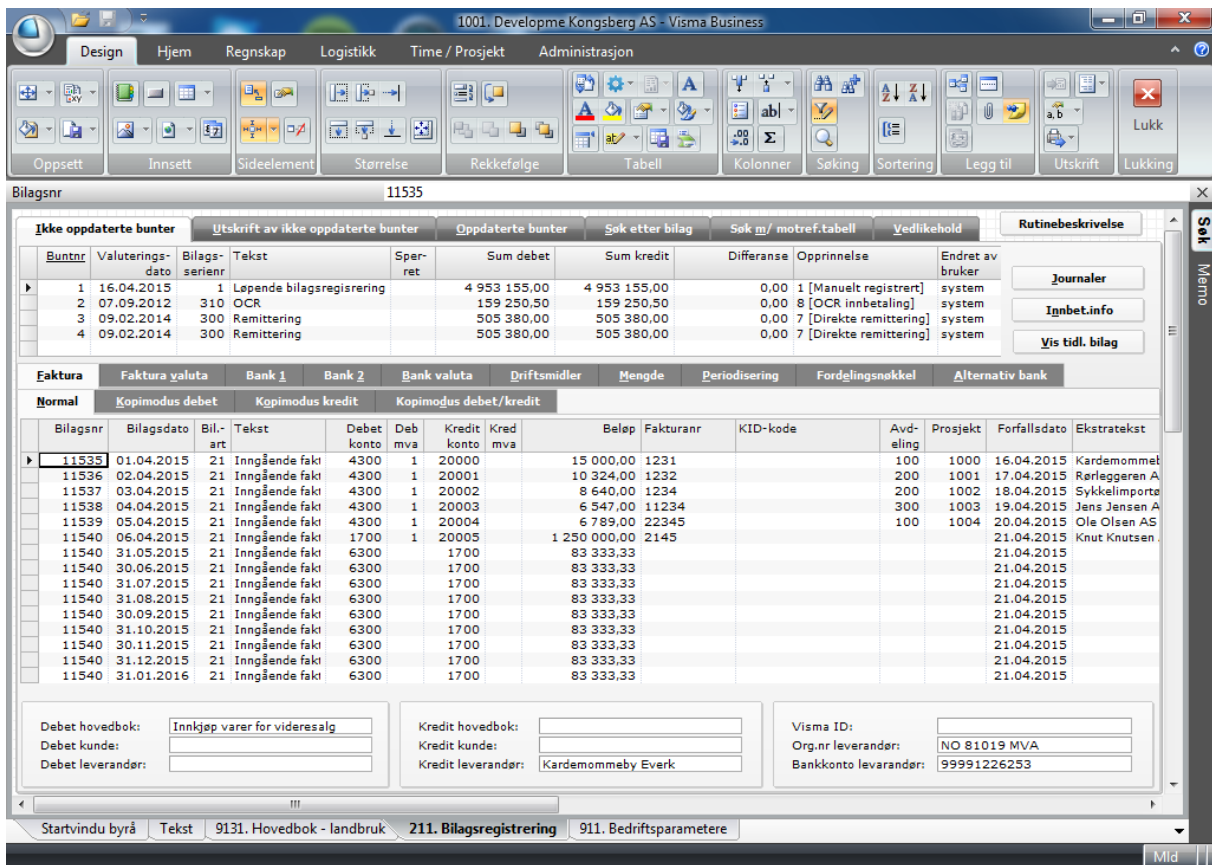 1001. Developme Kongsberg AS - Visma Business
Design Hjem Regnskap Logistikk Time / Prosjekt Administrasjon
Lukk
Oppsett Innsett Sideelement Størrelse Rekkefølge Tabell Kolonner Søking Sortering Legg til Utskrift Lukking
Bilagsnr 11535
Ikke oppdaterte bunter Utskrift av ikke oppdaterte bunter Oppdaterte bunter Søk etter bilag Søk m/ motref.tabell Vedlikehold Rutinebeskrivelse
Søk
Memo
Buntnr Valuterings- Bilags- Tekst Sper- Sum debet Sum kredit Differanse Opprinnelse Endret av
dato serienr ret bruker
1 16.04.2015 1 Løpende bilagsregisrering 4 953 155,00 4 953 155,00 0,00 1 [Manuelt registrert] system
2 07.09.2012 310 OCR 159 250,50 159 250,50 0,00 8 [OCR innbetaling] system
3 09.02.2014 300 Remittering 505 380,00 505 380,00 0,00 7 [Direkte remittering] system
4 09.02.2014 300 Remittering 505 380,00 505 380,00 0,00 7 [Direkte remittering] system
Journaler
Innbet.info
Vis tidl. bilag
Faktura Faktura valuta Bank 1 Bank 2 Bank valuta Driftsmidler Mengde Periodisering Fordelingsnøkkel Alternativ bank
Normal Kopimodus debet Kopimodus kredit Kopimodus debet/kredit
Bilagsnr Bilagsdato Bil.- Tekst Debet Deb Kredit Kred Beløp Fakturanr KID-kode Avd- Prosjekt Forfallsdato Ekstratekst
art konto mva konto mva eling
11535 01.04.2015 21 Inngående fakt 4300 1 20000 15 000,00 1231 100 1000 16.04.2015 Kardemommeb
11536 02.04.2015 21 Inngående fakt 4300 1 20001 10 324,00 1232 200 1001 17.04.2015 Rørleggeren A
11537 03.04.2015 21 Inngående fakt 4300 1 20002 8 640,00 1234 200 1002 18.04.2015 Sykkelimportø
11538 04.04.2015 21 Inngående fakt 4300 1 20003 6 547,00 11234 300 1003 19.04.2015 Jens Jensen A
11539 05.04.2015 21 Inngående fakt 4300 1 20004 6 789,00 22345 100 1004 20.04.2015 Ole Olsen AS
11540 06.04.2015 21 Inngående fakt 1700 1 20005 1 250 000,00 2145 21.04.2015 Knut Knutsen
11540 31.05.2015 21 Inngående fakt 6300 1700 83 333,33 21.04.2015
11540 30.06.2015 21 Inngående fakt 6300 1700 83 333,33 21.04.2015
11540 31.07.2015 21 Inngående fakt 6300 1700 83 333,33 21.04.2015
11540 31.08.2015 21 Inngående fakt 6300 1700 83 333,33 21.04.2015
11540 30.09.2015 21 Inngående fakt 6300 1700 83 333,33 21.04.2015
11540 31.10.2015 21 Inngående fakt 6300 1700 83 333,33 21.04.2015
11540 30.11.2015 21 Inngående fakt 6300 1700 83 333,33 21.04.2015
11540 31.12.2015 21 Inngående fakt 6300 1700 83 333,33 21.04.2015
11540 31.01.2016 21 Inngående fakt 6300 1700 83 333,33 21.04.2015
Debet hovedbok: Innkjøp varer for videresalg Kredit hovedbok: Visma ID:
Debet kunde: Kredit kunde: Org.nr leverandør: NO 81019 MVA
Debet leverandør: Kredit leverandør: Kardemommeby Everk Bankkonto levarandør: 99991226253
Startvindu byrå Tekst 9131. Hovedbok - landbruk 211. Bilagsregistrering 911. Bedriftsparametere
Mld